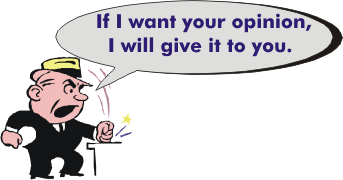 If I want your opinion,
I will give it to you.